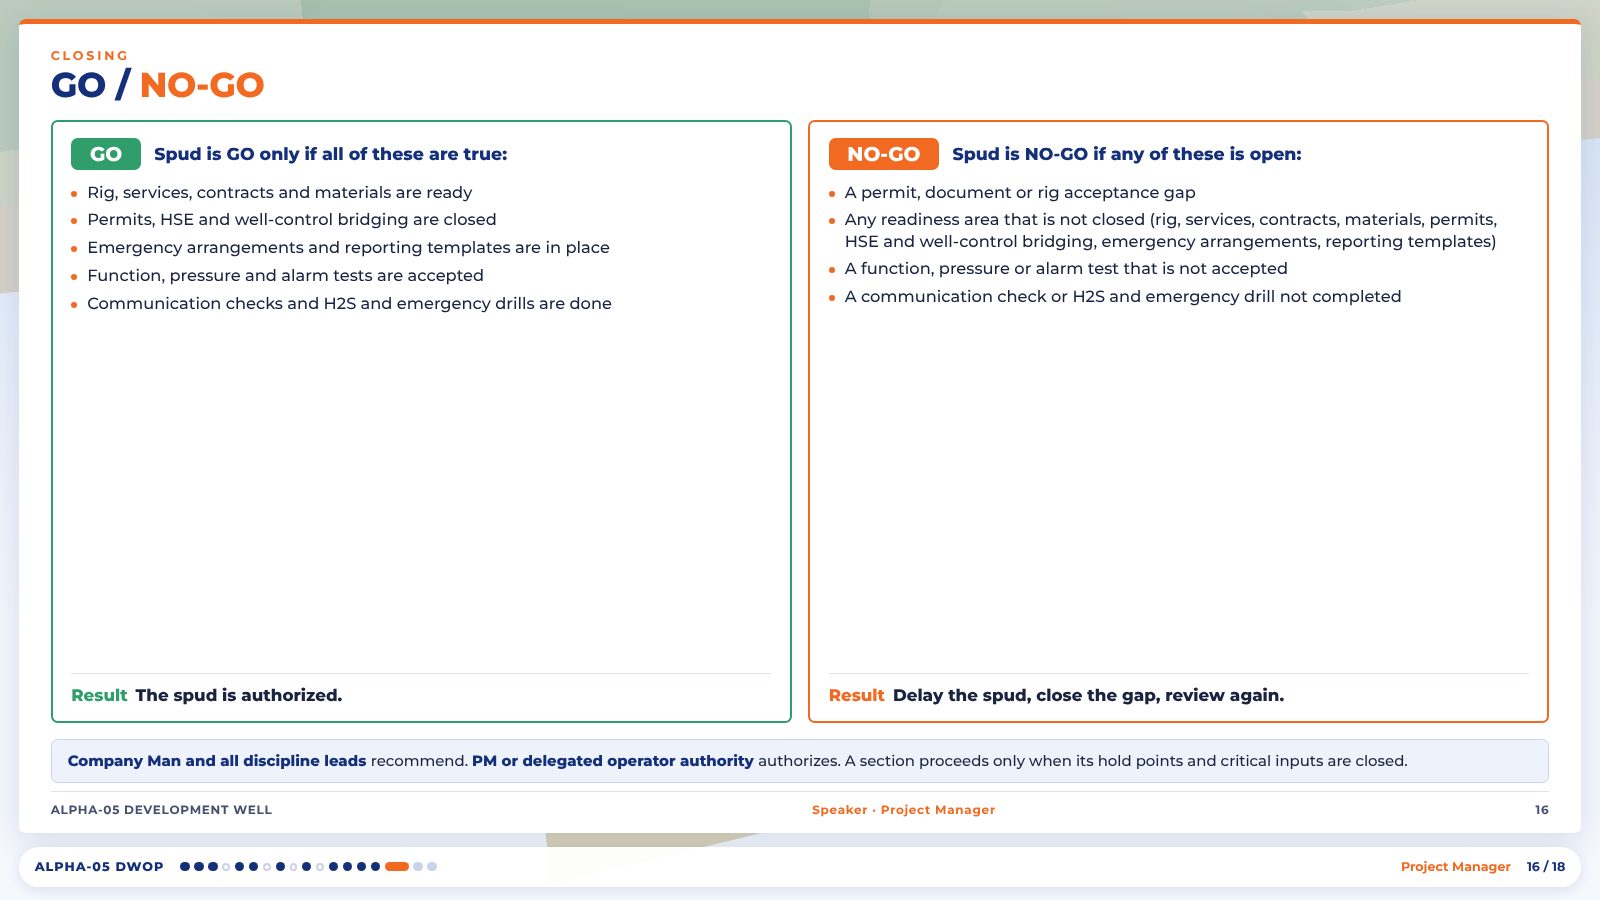 CLOSING
GO / NO-GO
GO Spud is GO only if all of these are true:
• Rig, services, contracts and materials are ready
• Permits, HSE and well-control bridging are closed
• Emergency arrangements and reporting templates are in place
• Function, pressure and alarm tests are accepted
• Communication checks and H2S and emergency drills are done
Result The spud is authorized.
NO-GO Spud is NO-GO if any of these is open:
• A permit, document or rig acceptance gap
• Any readiness area that is not closed (rig, services, contracts, materials, permits,
HSE and well-control bridging, emergency arrangements, reporting templates)
• A function, pressure or alarm test that is not accepted
• A communication check or H2S and emergency drill not completed
Result Delay the spud, close the gap, review again.
Company Man and all discipline leads recommend. PM or delegated operator authority authorizes. A section proceeds only when its hold points and critical inputs are closed.
ALPHA-05 DEVELOPMENT WELL
Speaker · Project Manager
16
ALPHA-05 DWOP
Project Manager 16 / 18